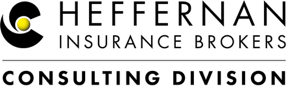 HEFFERNAN
INSURANCE BROKERS
CONSULTING DIVISION